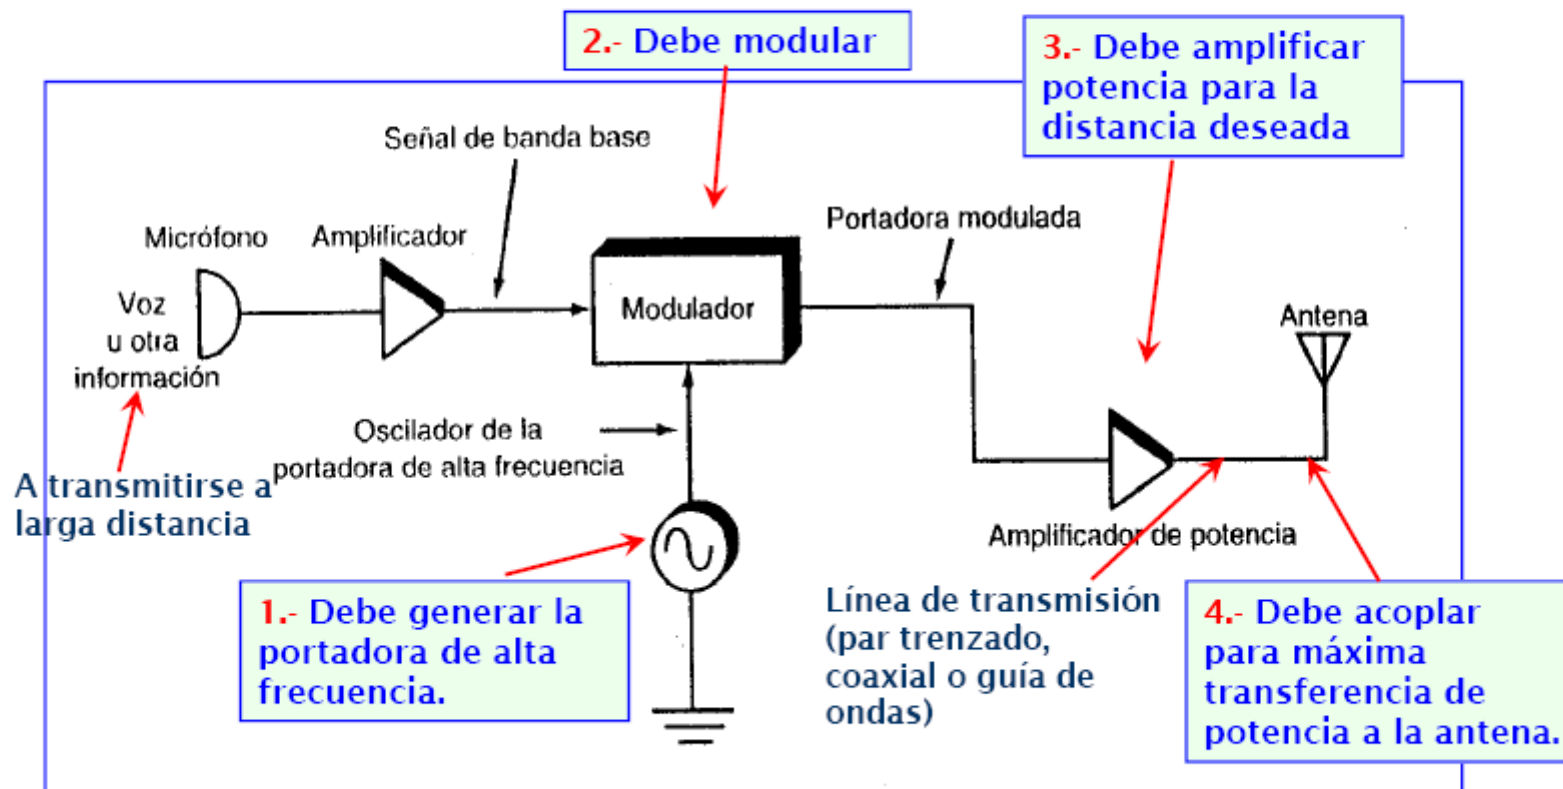 2.- Debe modular
3.- Debe amplificar
potencia para la
distancia deseada
Señal de banda base
Portadora modulada
Micrófono
Amplificador
Voz
u otra
información
Modulador
Antena
Oscilador de la
portadora de alta frecuencia
A transmitirse a
larga distancia
Amplificador de potencia
1.- Debe generar la
portadora de alta
frecuencia.
Línea de transmisión
(par trenzado,
coaxial o guía de
ondas)
4.- Debe acoplar
para máxima
transferencia de
potencia a la antena.